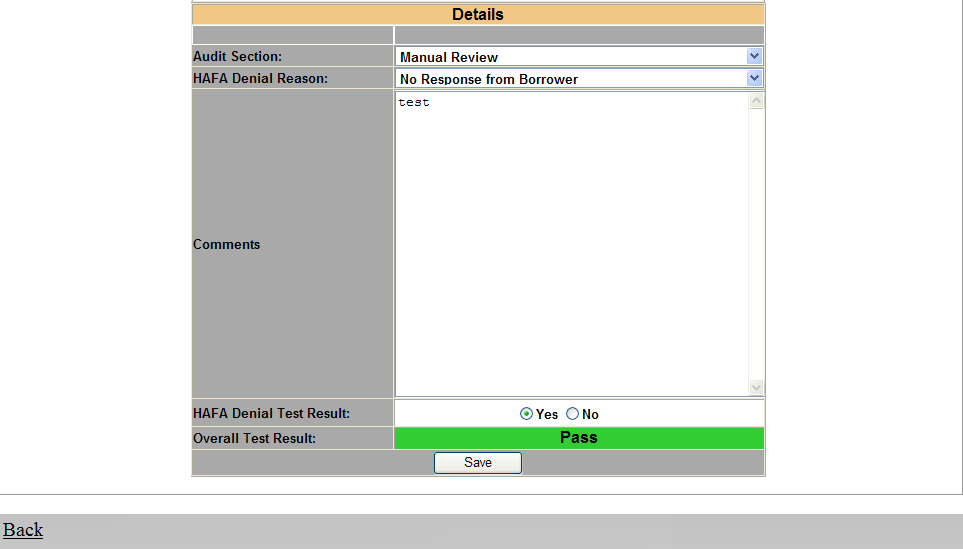 Details
Audit Section: Manual Review
HAFA Denial Reason: No Response from Borrower
test
Comments
HAFA Denial Test Result: Yes No
Overall Test Result: Pass
Save
Back